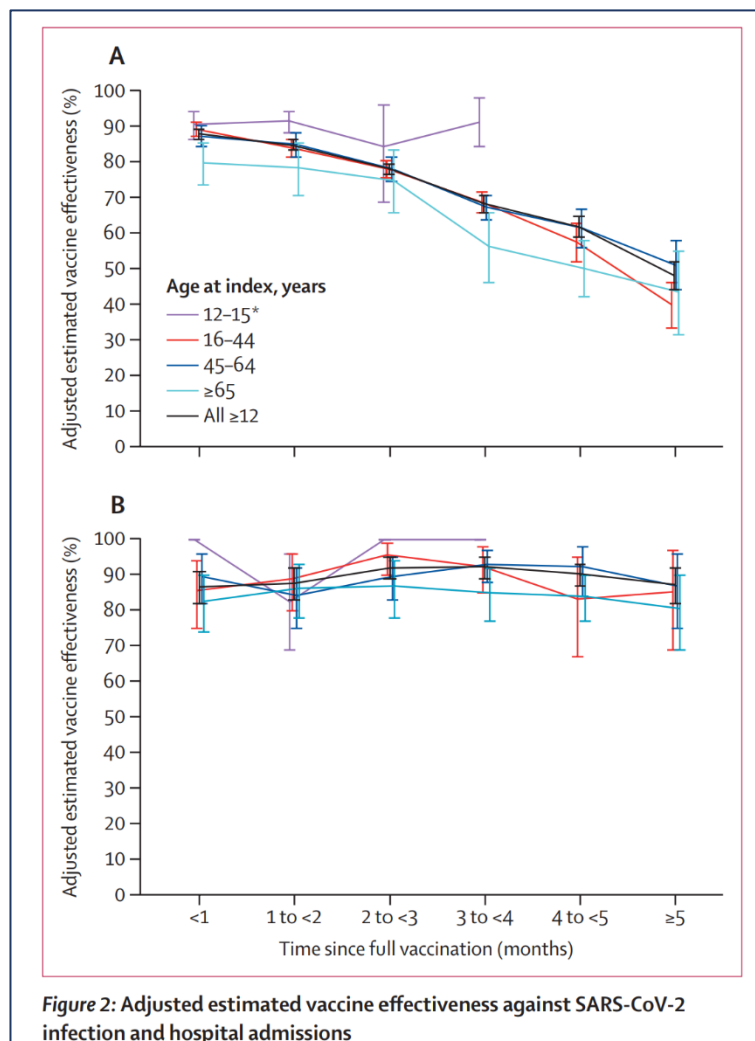 A
Adjusted estimated vaccine effectiveness (%)
100
90
80
70
60
50
40
30
20
10
0
Age at index, years
12–15*
16–44
45–64
≥65
All ≥12
B
Adjusted estimated vaccine effectiveness (%)
100
90
80
70
60
50
40
30
20
10
0
<1
1 to <2
2 to <3
3 to <4
4 to <5
≥5
Time since full vaccination (months)
Figure 2: Adjusted estimated vaccine effectiveness against SARS-CoV-2
infection and hospital admissions